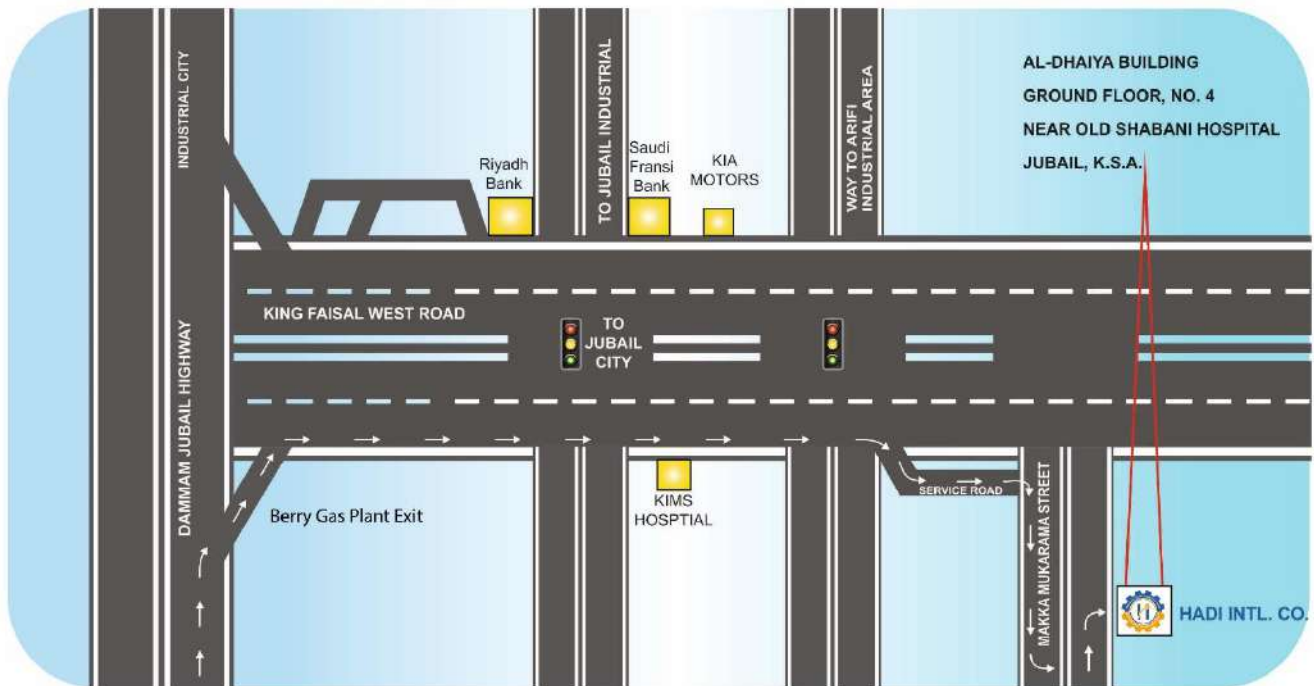 INDUSTRIAL CITY
DAMMAM JUBAIL HIGHWAY
Riyadh
Bank
TO JUBAIL INDUSTRIAL
Saudi
Fransi
Bank
KIA
MOTORS
WAY TO ARIFI
INDUSTRIAL AREA
AL-DHAIYA BUILDING
GROUND FLOOR, NO. 4
NEAR OLD SHABANI HOSPITAL
JUBAIL, K.S.A.
KING FAISAL WEST ROAD
TO
JUBAIL
CITY
Berry Gas Plant Exit
KIMS
HOSPTIAL
SERVICE ROAD
MAKKA MUKARAMA STREET
HADI INTL. CO.